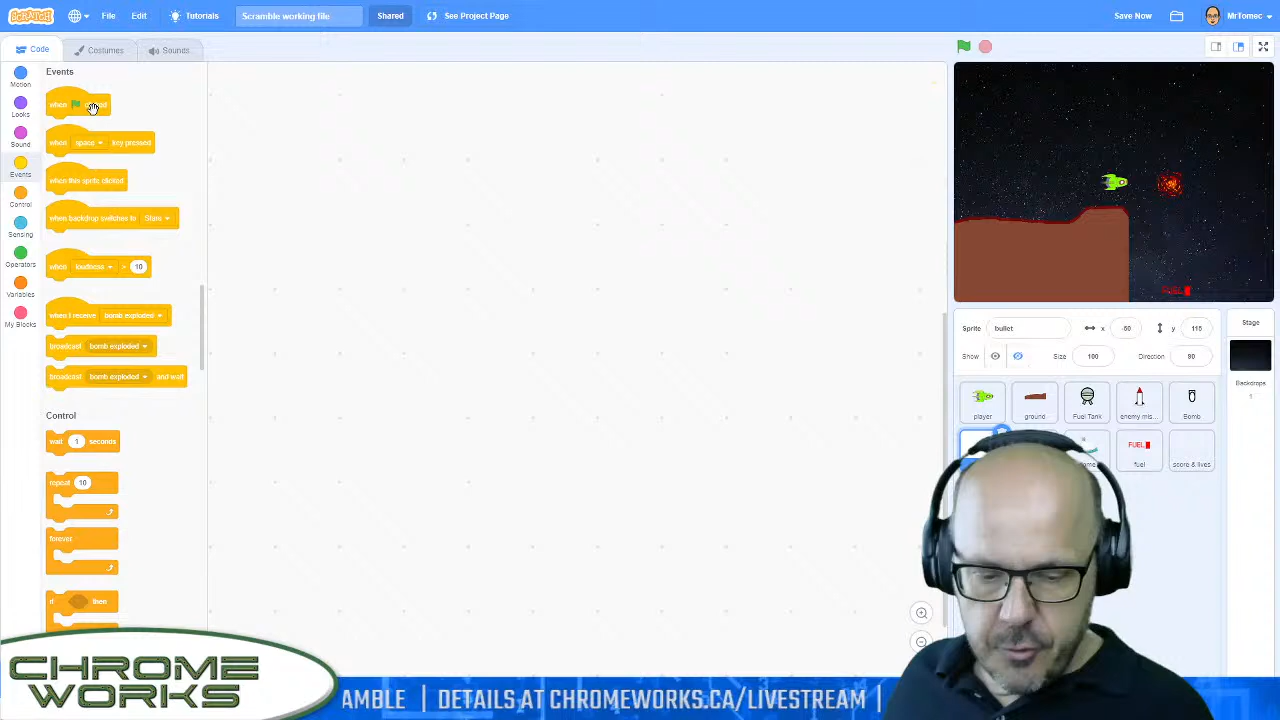 SCRATCH File Edit Tutorials Scramble working file Shared See Project Page Save Now MrTomec
Code Costumes Sounds
Motion
Looks
Sound
Events
Control
Sensing
Operators
Variables
My Blocks
Events
when
when space key pressed
when this sprite clicked
when backdrop switches to Stars
when loudness > 10
when I receive bomb exploded
broadcast bomb exploded
broadcast bomb exploded and wait
Control
wait 1 seconds
repeat 10
forever
if then
FUEL
Sprite bullet x -60 y 115
Show Size 100 Direction 90
Stage
Backdrops
1
player ground Fuel Tank enemy mis... Bomb
FUEL
fuel score & lives
CHROME
WORKS
AMBLE | DETAILS AT CHROMEWORKS.CA/LIVESTREAM |